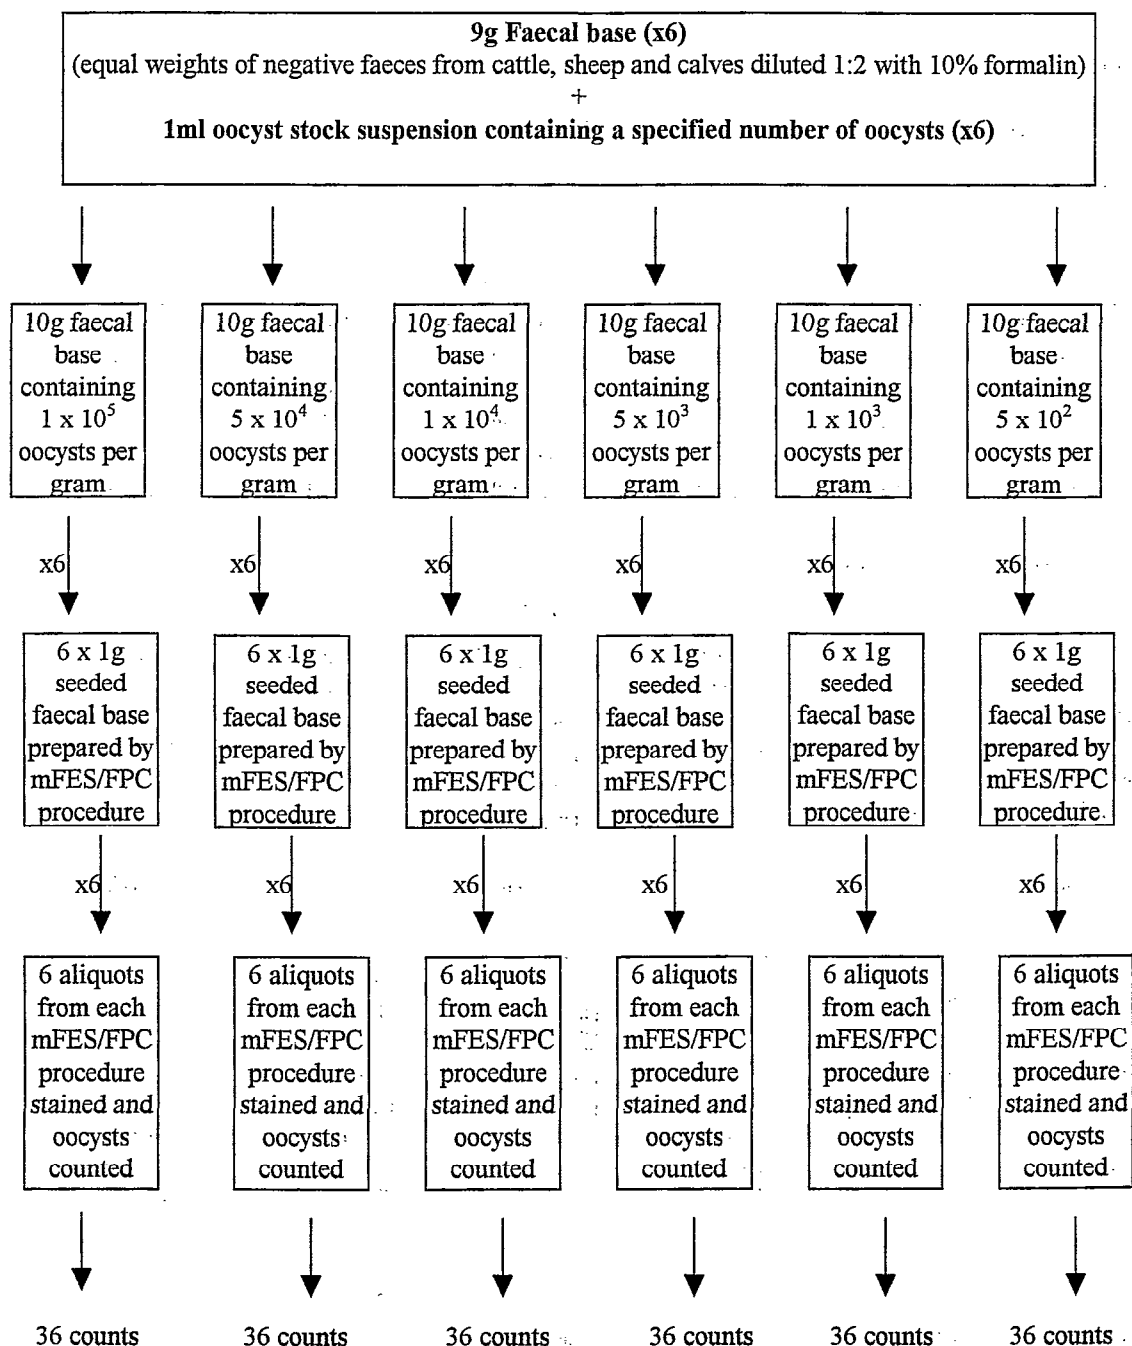 9g Faecal base (x6)
(equal weights of negative faeces from cattle, sheep and calves diluted 1:2 with 10% formalin)
+
1ml oocyst stock suspension containing a specified number of oocysts (x6)
10g faecal
base
containing
1 x 10⁵
oocysts per
gram
10g faecal
base
containing
5 x 10⁴
oocysts per
gram
10g faecal
base
containing
1 x 10⁴
oocysts per
gram
10g faecal
base
containing
5 x 10³
oocysts per
gram
10g faecal
base
containing
1 x 10³
oocysts per
gram
10g faecal
base
containing
5 x 10²
oocysts per
gram
x6
x6
x6
x6
x6
x6
6 x 1g
seeded
faecal base
prepared by
mFES/FPC
procedure
6 x 1g
seeded
faecal base
prepared by
mFES/FPC
procedure
6 x 1g
seeded
faecal base
prepared by
mFES/FPC
procedure
6 x 1g
seeded
faecal base
prepared by
mFES/FPC
procedure
6 x 1g
seeded
faecal base
prepared by
mFES/FPC
procedure
6 x 1g
seeded
faecal base
prepared by
mFES/FPC
procedure
x6
x6
x6
x6
x6
x6
6 aliquots
from each
mFES/FPC
procedure
stained and
oocysts
counted
6 aliquots
from each
mFES/FPC
procedure
stained and
oocysts
counted
6 aliquots
from each
mFES/FPC
procedure
stained and
oocysts
counted
6 aliquots
from each
mFES/FPC
procedure
stained and
oocysts
counted
6 aliquots
from each
mFES/FPC
procedure
stained and
oocysts
counted
6 aliquots
from each
mFES/FPC
procedure
stained and
oocysts
counted
36 counts
36 counts
36 counts
36 counts
36 counts
36 counts